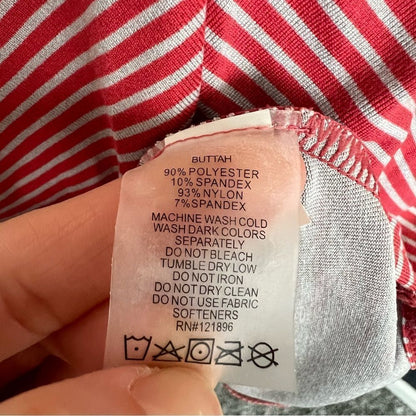 BUTTAH
90% POLYESTER
10% SPANDEX
93% NYLON
7% SPANDEX
MACHINE WASH COLD
WASH DARK COLORS
SEPARATELY
DO NOT BLEACH
TUMBLE DRY LOW
DO NOT IRON
DO NOT DRY CLEAN
DO NOT USE FABRIC
SOFTENERS
RN#121896